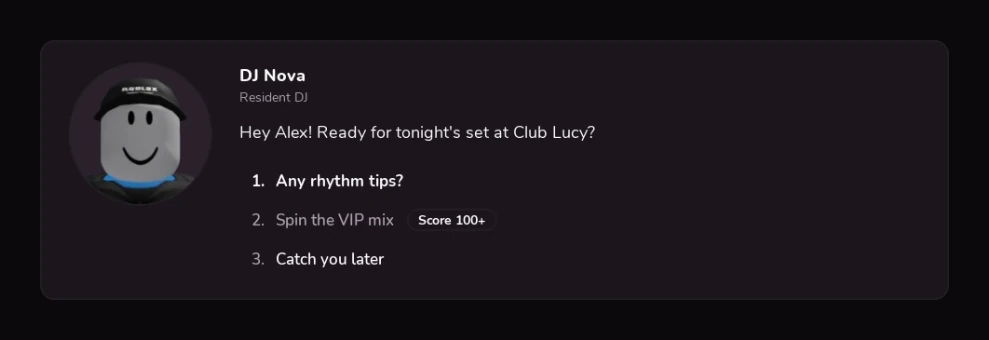 ROBLOX
DJ Nova
Resident DJ
Hey Alex! Ready for tonight's set at Club Lucy?
1. Any rhythm tips?
2. Spin the VIP mix Score 100+
3. Catch you later